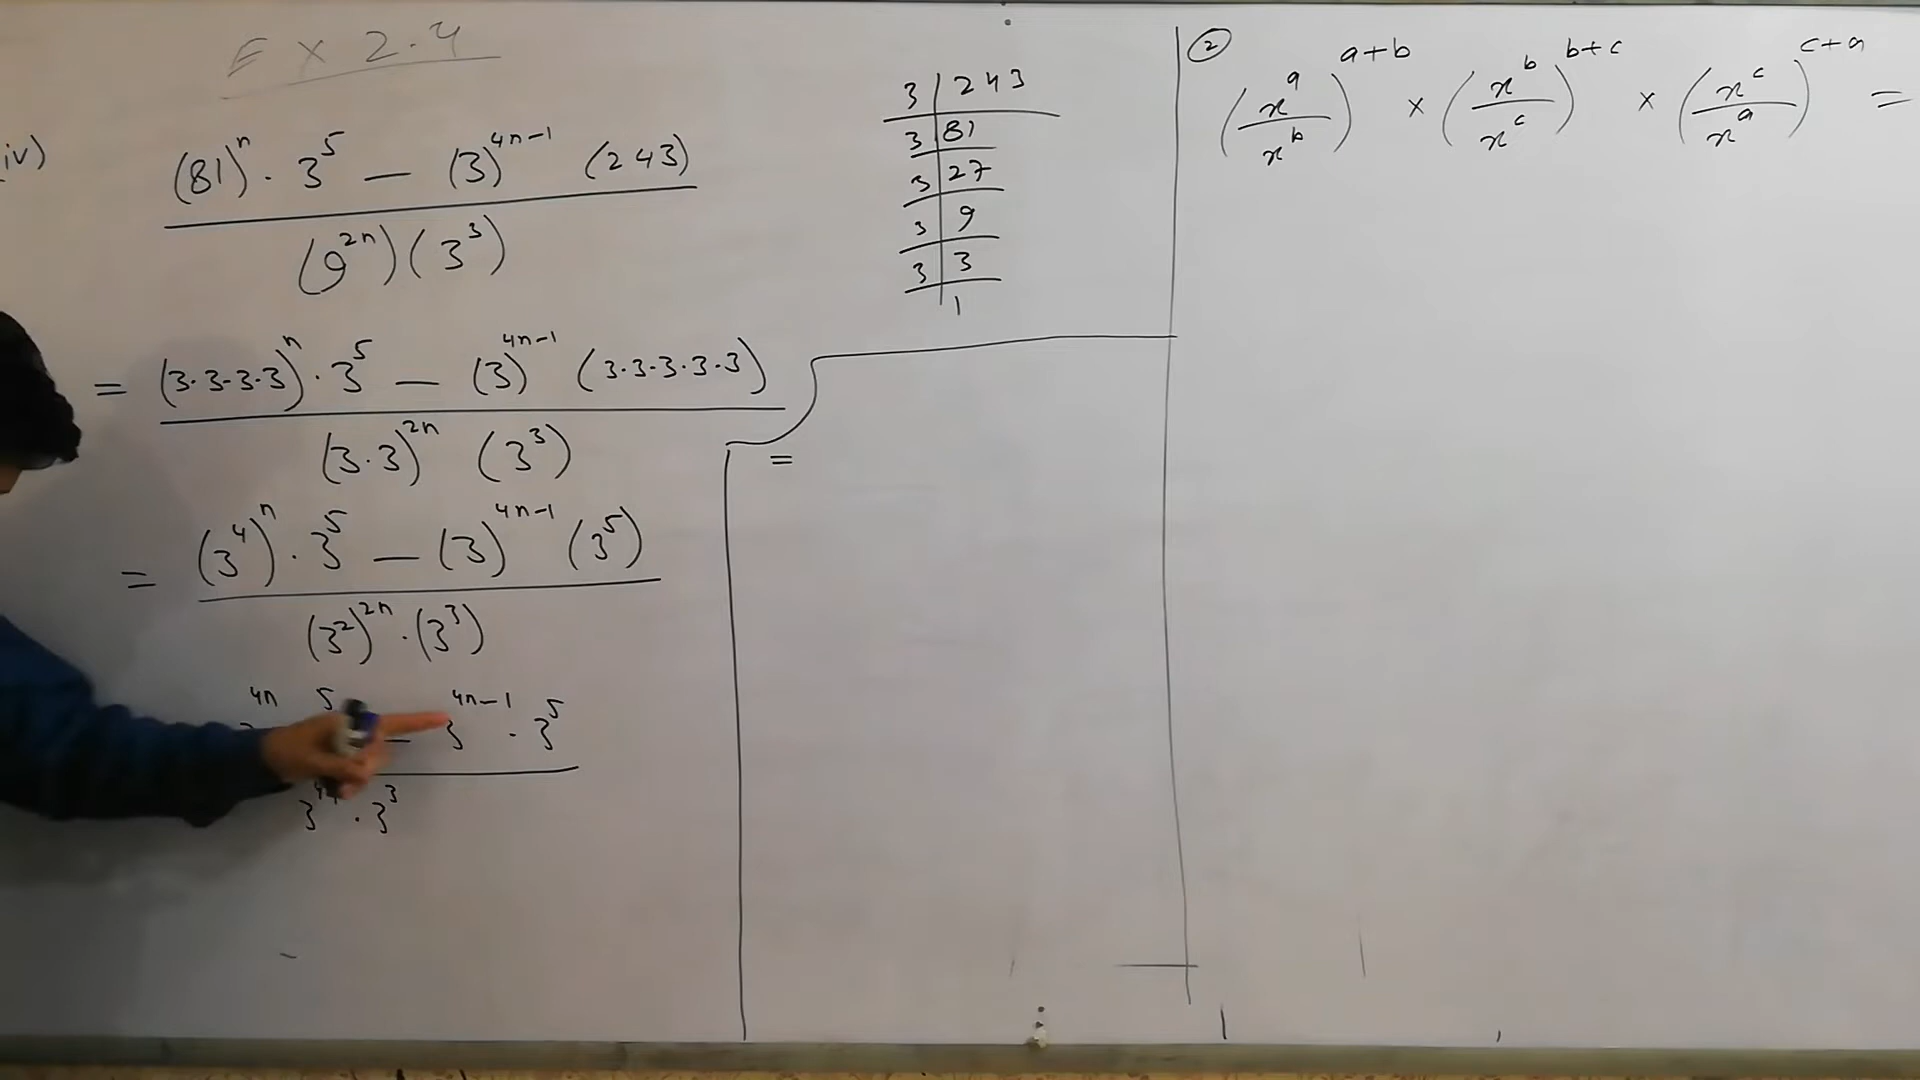 Ex 2.4
iv)
(81)^n . 3^5 — (3)^{4n-1} (243)
(9^{2n}) (3^3)
= (3.3.3.3)^n . 3^5 — (3)^{4n-1} (3.3.3.3.3)
(3.3)^{2n} (3^3)
= (3^4)^n . 3^5 — (3)^{4n-1} (3^5)
(3^2)^{2n} . (3^3)
4n 5 — 3^{4n-1} . 3^5
3 . 3^3
3 | 243
3 | 81
3 | 27
3 | 9
3 | 3
1
=
② (x^a / x^b)^{a+b} × (x^b / x^c)^{b+c} × (x^c / x^a)^{c+a} =